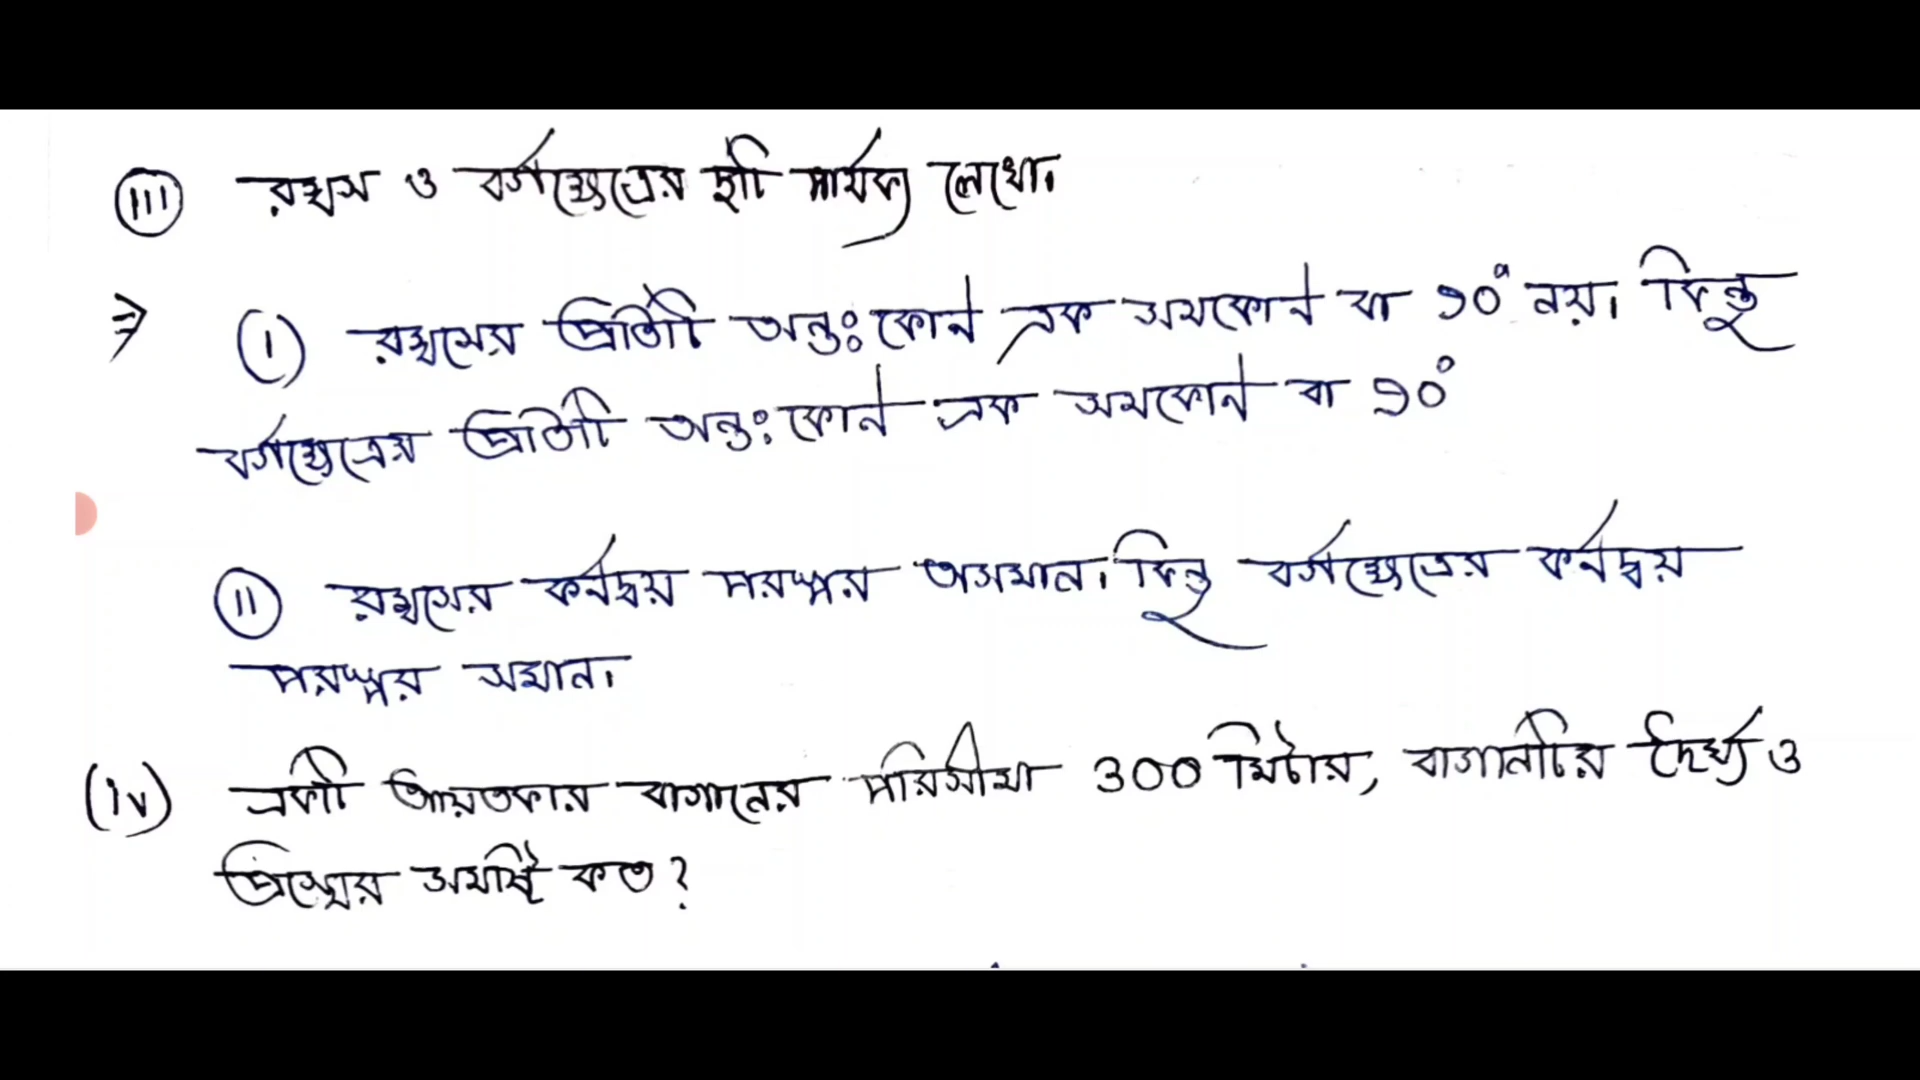 (iii) রম্বস ও বর্গক্ষেত্রের দুটি পার্থক্য লেখো।
⇒ (i) রম্বসের প্রতিটি অন্তঃকোন এক সমকোন বা 90° নয়। কিন্তু
বর্গক্ষেত্রের প্রতিটি অন্তঃকোন এক সমকোন বা 90°
(ii) রম্বসের কর্নদ্বয় পরস্পর অসমান। কিন্তু বর্গক্ষেত্রের কর্নদ্বয়
পরস্পর সমান।
(iv) একটি আয়তকার বাগানের পরিসীমা 300 মিটার, বাগানটির দৈর্ঘ্য ও
প্রস্থের সমষ্টি কত?